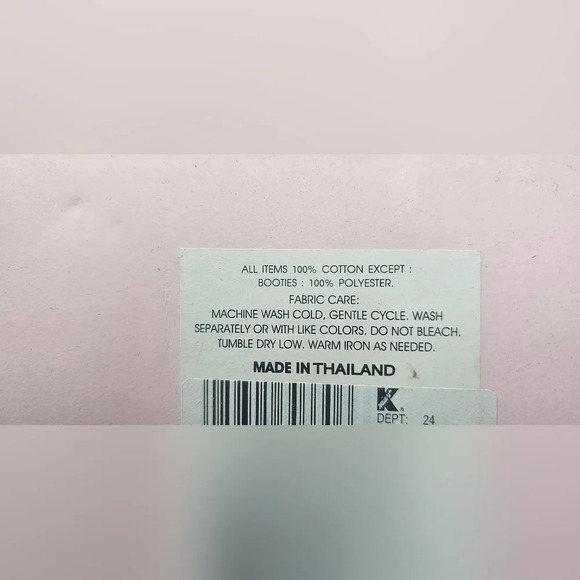 ALL ITEMS 100% COTTON EXCEPT :
BOOTIES : 100% POLYESTER.
FABRIC CARE:
MACHINE WASH COLD, GENTLE CYCLE. WASH
SEPARATELY OR WITH LIKE COLORS. DO NOT BLEACH.
TUMBLE DRY LOW. WARM IRON AS NEEDED.
MADE IN THAILAND
K
DEPT: 24